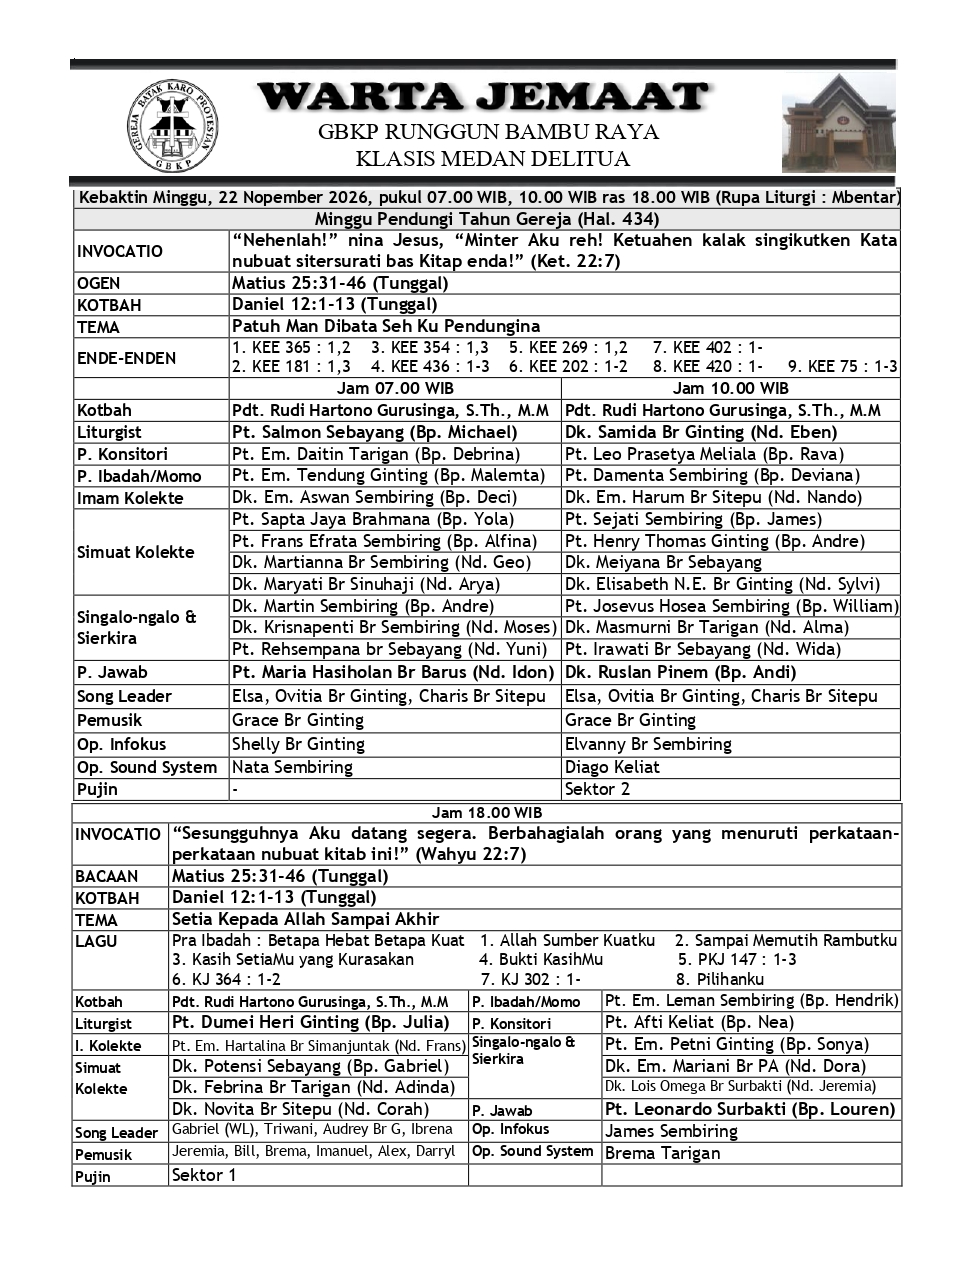 GEREJA BATAK KARO PROTESTAN
GBKP
WARTA JEMAAT
GBKP RUNGGUN BAMBU RAYA
KLASIS MEDAN DELITUA
Kebaktin Minggu, 22 Nopember 2026, pukul 07.00 WIB, 10.00 WIB ras 18.00 WIB (Rupa Liturgi : Mbentar)
Minggu Pendungi Tahun Gereja (Hal. 434)
INVOCATIO “Nehenlah!” nina Jesus, “Minter Aku reh! Ketuahen kalak singikutken Kata
nubuat sitersurati bas Kitap enda!” (Ket. 22:7)
OGEN Matius 25:31-46 (Tunggal)
KOTBAH Daniel 12:1-13 (Tunggal)
TEMA Patuh Man Dibata Seh Ku Pendungina
ENDE-ENDEN 1. KEE 365 : 1,2 3. KEE 354 : 1,3 5. KEE 269 : 1,2 7. KEE 402 : 1-
2. KEE 181 : 1,3 4. KEE 436 : 1-3 6. KEE 202 : 1-2 8. KEE 420 : 1- 9. KEE 75 : 1-3
Jam 07.00 WIB Jam 10.00 WIB
Kotbah Pdt. Rudi Hartono Gurusinga, S.Th., M.M Pdt. Rudi Hartono Gurusinga, S.Th., M.M
Liturgist Pt. Salmon Sebayang (Bp. Michael) Dk. Samida Br Ginting (Nd. Eben)
P. Konsitori Pt. Em. Daitin Tarigan (Bp. Debrina) Pt. Leo Prasetya Meliala (Bp. Rava)
P. Ibadah/Momo Pt. Em. Tendung Ginting (Bp. Malemta) Pt. Damenta Sembiring (Bp. Deviana)
Imam Kolekte Dk. Em. Aswan Sembiring (Bp. Deci) Dk. Em. Harum Br Sitepu (Nd. Nando)
Simuat Kolekte Pt. Sapta Jaya Brahmana (Bp. Yola) Pt. Sejati Sembiring (Bp. James)
Pt. Frans Efrata Sembiring (Bp. Alfina) Pt. Henry Thomas Ginting (Bp. Andre)
Dk. Martianna Br Sembiring (Nd. Geo) Dk. Meiyana Br Sebayang
Dk. Maryati Br Sinuhaji (Nd. Arya) Dk. Elisabeth N.E. Br Ginting (Nd. Sylvi)
Singalo-ngalo & Sierkira Dk. Martin Sembiring (Bp. Andre) Pt. Josevus Hosea Sembiring (Bp. William)
Dk. Krisnapenti Br Sembiring (Nd. Moses) Dk. Masmurni Br Tarigan (Nd. Alma)
Pt. Rehsempana br Sebayang (Nd. Yuni) Pt. Irawati Br Sebayang (Nd. Wida)
P. Jawab Pt. Maria Hasiholan Br Barus (Nd. Idon) Dk. Ruslan Pinem (Bp. Andi)
Song Leader Elsa, Ovitia Br Ginting, Charis Br Sitepu Elsa, Ovitia Br Ginting, Charis Br Sitepu
Pemusik Grace Br Ginting Grace Br Ginting
Op. Infokus Shelly Br Ginting Elvanny Br Sembiring
Op. Sound System Nata Sembiring Diago Keliat
Pujin - Sektor 2
Jam 18.00 WIB
INVOCATIO “Sesungguhnya Aku datang segera. Berbahagialah orang yang menuruti perkataan-
perkataan nubuat kitab ini!” (Wahyu 22:7)
BACAAN Matius 25:31-46 (Tunggal)
KOTBAH Daniel 12:1-13 (Tunggal)
TEMA Setia Kepada Allah Sampai Akhir
LAGU Pra Ibadah : Betapa Hebat Betapa Kuat 1. Allah Sumber Kuatku 2. Sampai Memutih Rambutku
3. Kasih SetiaMu yang Kurasakan 4. Bukti KasihMu 5. PKJ 147 : 1-3
6. KJ 364 : 1-2 7. KJ 302 : 1- 8. Pilihanku
Kotbah Pdt. Rudi Hartono Gurusinga, S.Th., M.M P. Ibadah/Momo Pt. Em. Leman Sembiring (Bp. Hendrik)
Liturgist Pt. Dumei Heri Ginting (Bp. Julia) P. Konsitori Pt. Afti Keliat (Bp. Nea)
I. Kolekte Pt. Em. Hartalina Br Simanjuntak (Nd. Frans) Singalo-ngalo & Sierkira Pt. Em. Petni Ginting (Bp. Sonya)
Simuat Kolekte Dk. Potensi Sebayang (Bp. Gabriel) Dk. Em. Mariani Br PA (Nd. Dora)
Dk. Febrina Br Tarigan (Nd. Adinda) Dk. Lois Omega Br Surbakti (Nd. Jeremia)
Dk. Novita Br Sitepu (Nd. Corah) P. Jawab Pt. Leonardo Surbakti (Bp. Louren)
Song Leader Gabriel (WL), Triwani, Audrey Br G, Ibrena Op. Infokus James Sembiring
Pemusik Jeremia, Bill, Brema, Imanuel, Alex, Darryl Op. Sound System Brema Tarigan
Pujin Sektor 1